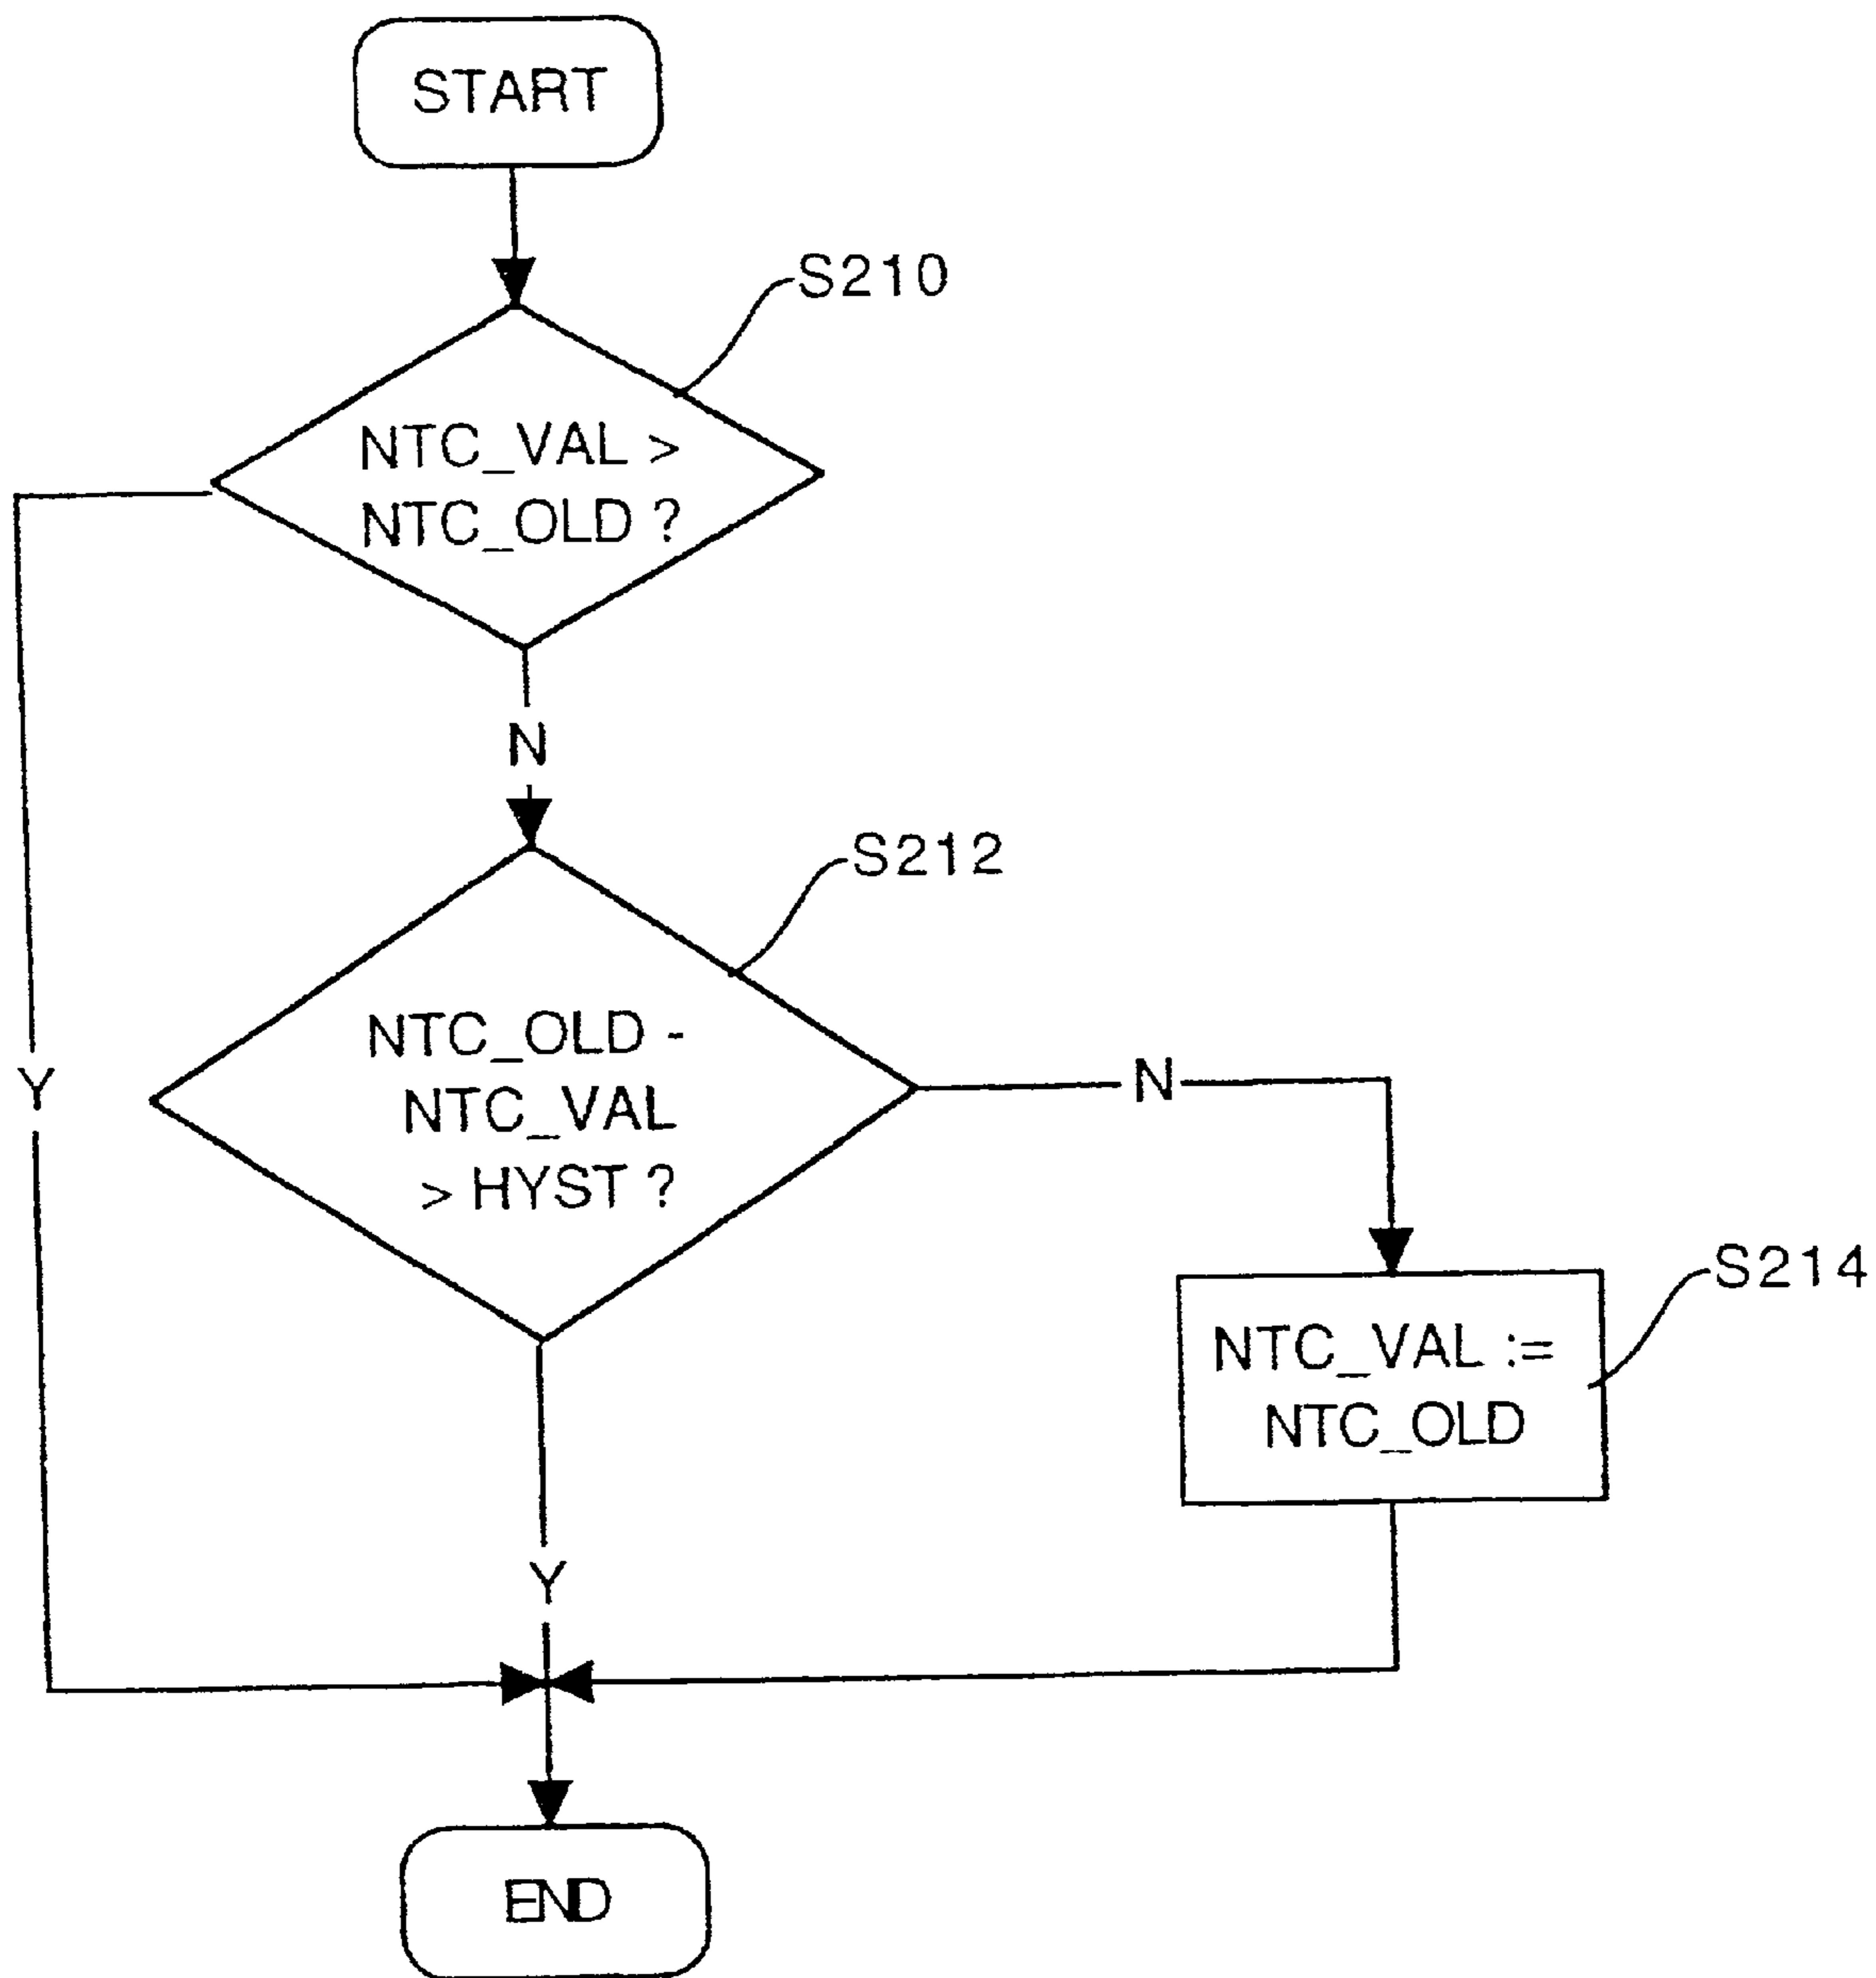 START
S210
NTC_VAL >
NTC_OLD ?
N
S212
NTC_OLD -
NTC_VAL
> HYST ?
N
Y
S214
NTC_VAL :=
NTC_OLD
Y
END